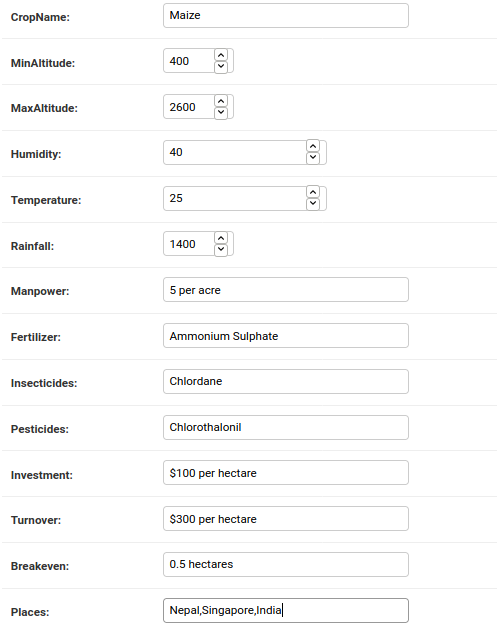 CropName: Maize
MinAltitude: 400
MaxAltitude: 2600
Humidity: 40
Temperature: 25
Rainfall: 1400
Manpower: 5 per acre
Fertilizer: Ammonium Sulphate
Insecticides: Chlordane
Pesticides: Chlorothalonil
Investment: $100 per hectare
Turnover: $300 per hectare
Breakeven: 0.5 hectares
Places: Nepal,Singapore,India